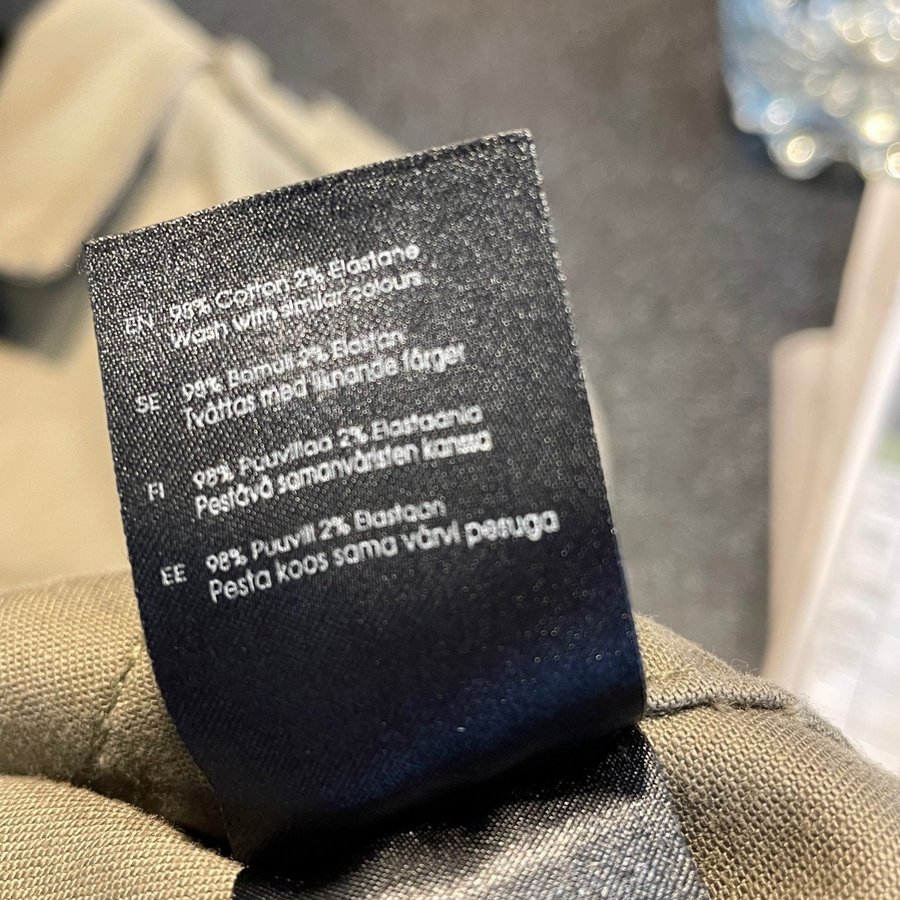 EN 98% Cotton 2% Elastane
Wash with similar colours.
SE 98% Bomull 2% Elastan
Tvättas med liknande färger
FI 98% Puuvillaa 2% Elastaania
Pestävä samanväristen kanssa
EE 98% Puuvill 2% Elastaan
Pesta koos sama värvi pesuga